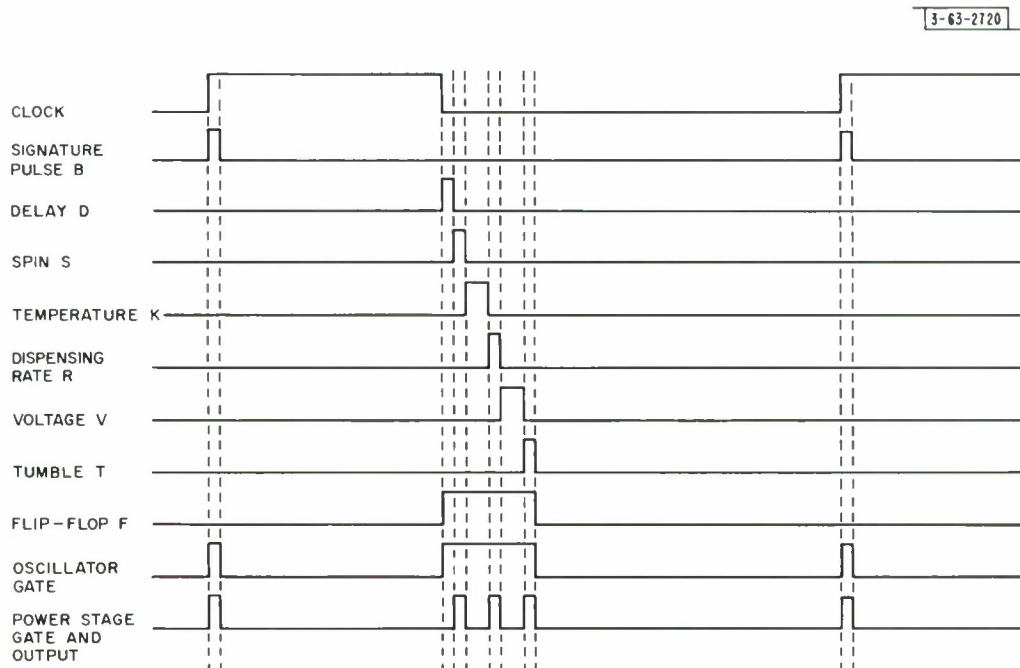 3-63-2720
CLOCK
SIGNATURE
PULSE B
DELAY D
SPIN S
TEMPERATURE K
DISPENSING
RATE R
VOLTAGE V
TUMBLE T
FLIP-FLOP F
OSCILLATOR
GATE
POWER STAGE
GATE AND
OUTPUT